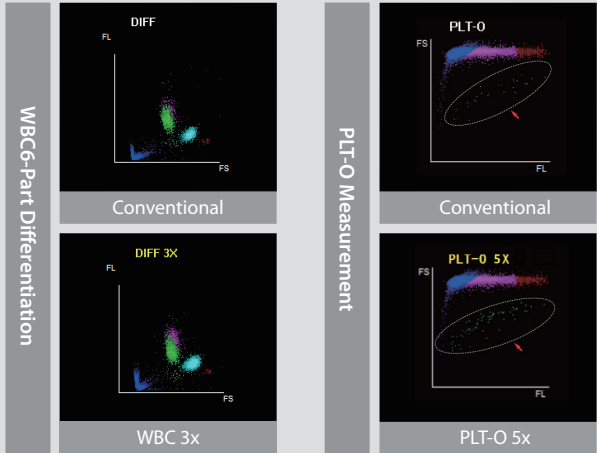 WBC6-Part Differentiation
DIFF
FL
FS
Conventional
DIFF 3X
FL
FS
WBC 3x
PLT-O Measurement
PLT-O
FS
FL
Conventional
PLT-O 5X
FS
FL
PLT-O 5x